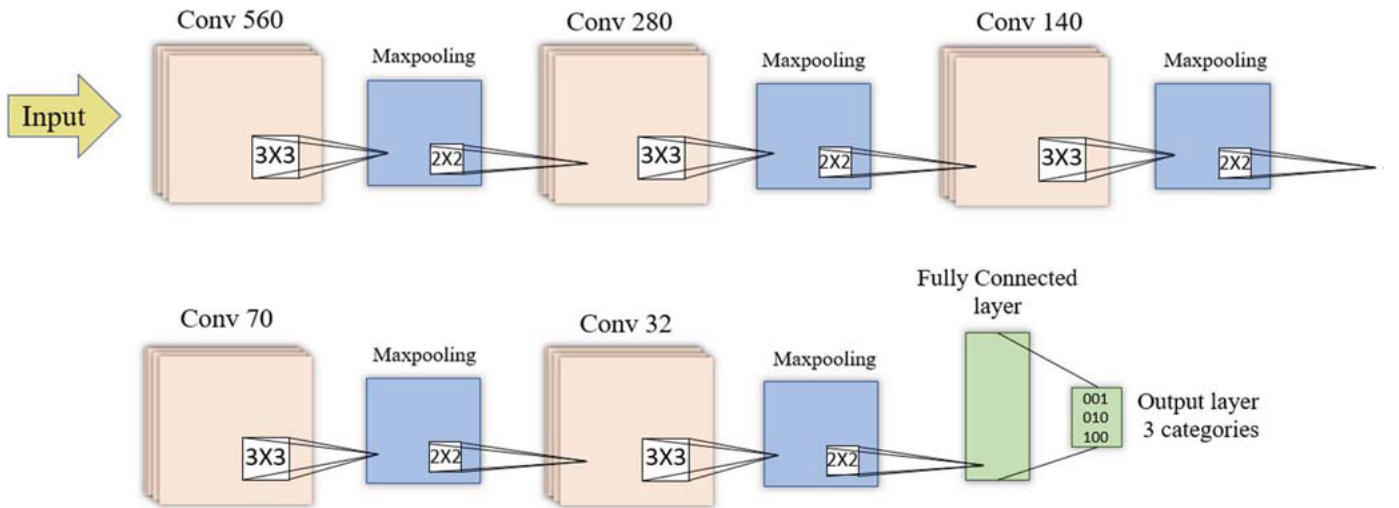 Conv 560
Conv 280
Conv 140
Maxpooling
Maxpooling
Maxpooling
Input
3X3
2X2
3X3
2X2
3X3
2X2
Fully Connected
layer
Conv 70
Conv 32
Maxpooling
Maxpooling
3X3
2X2
3X3
2X2
001
010
100
Output layer
3 categories